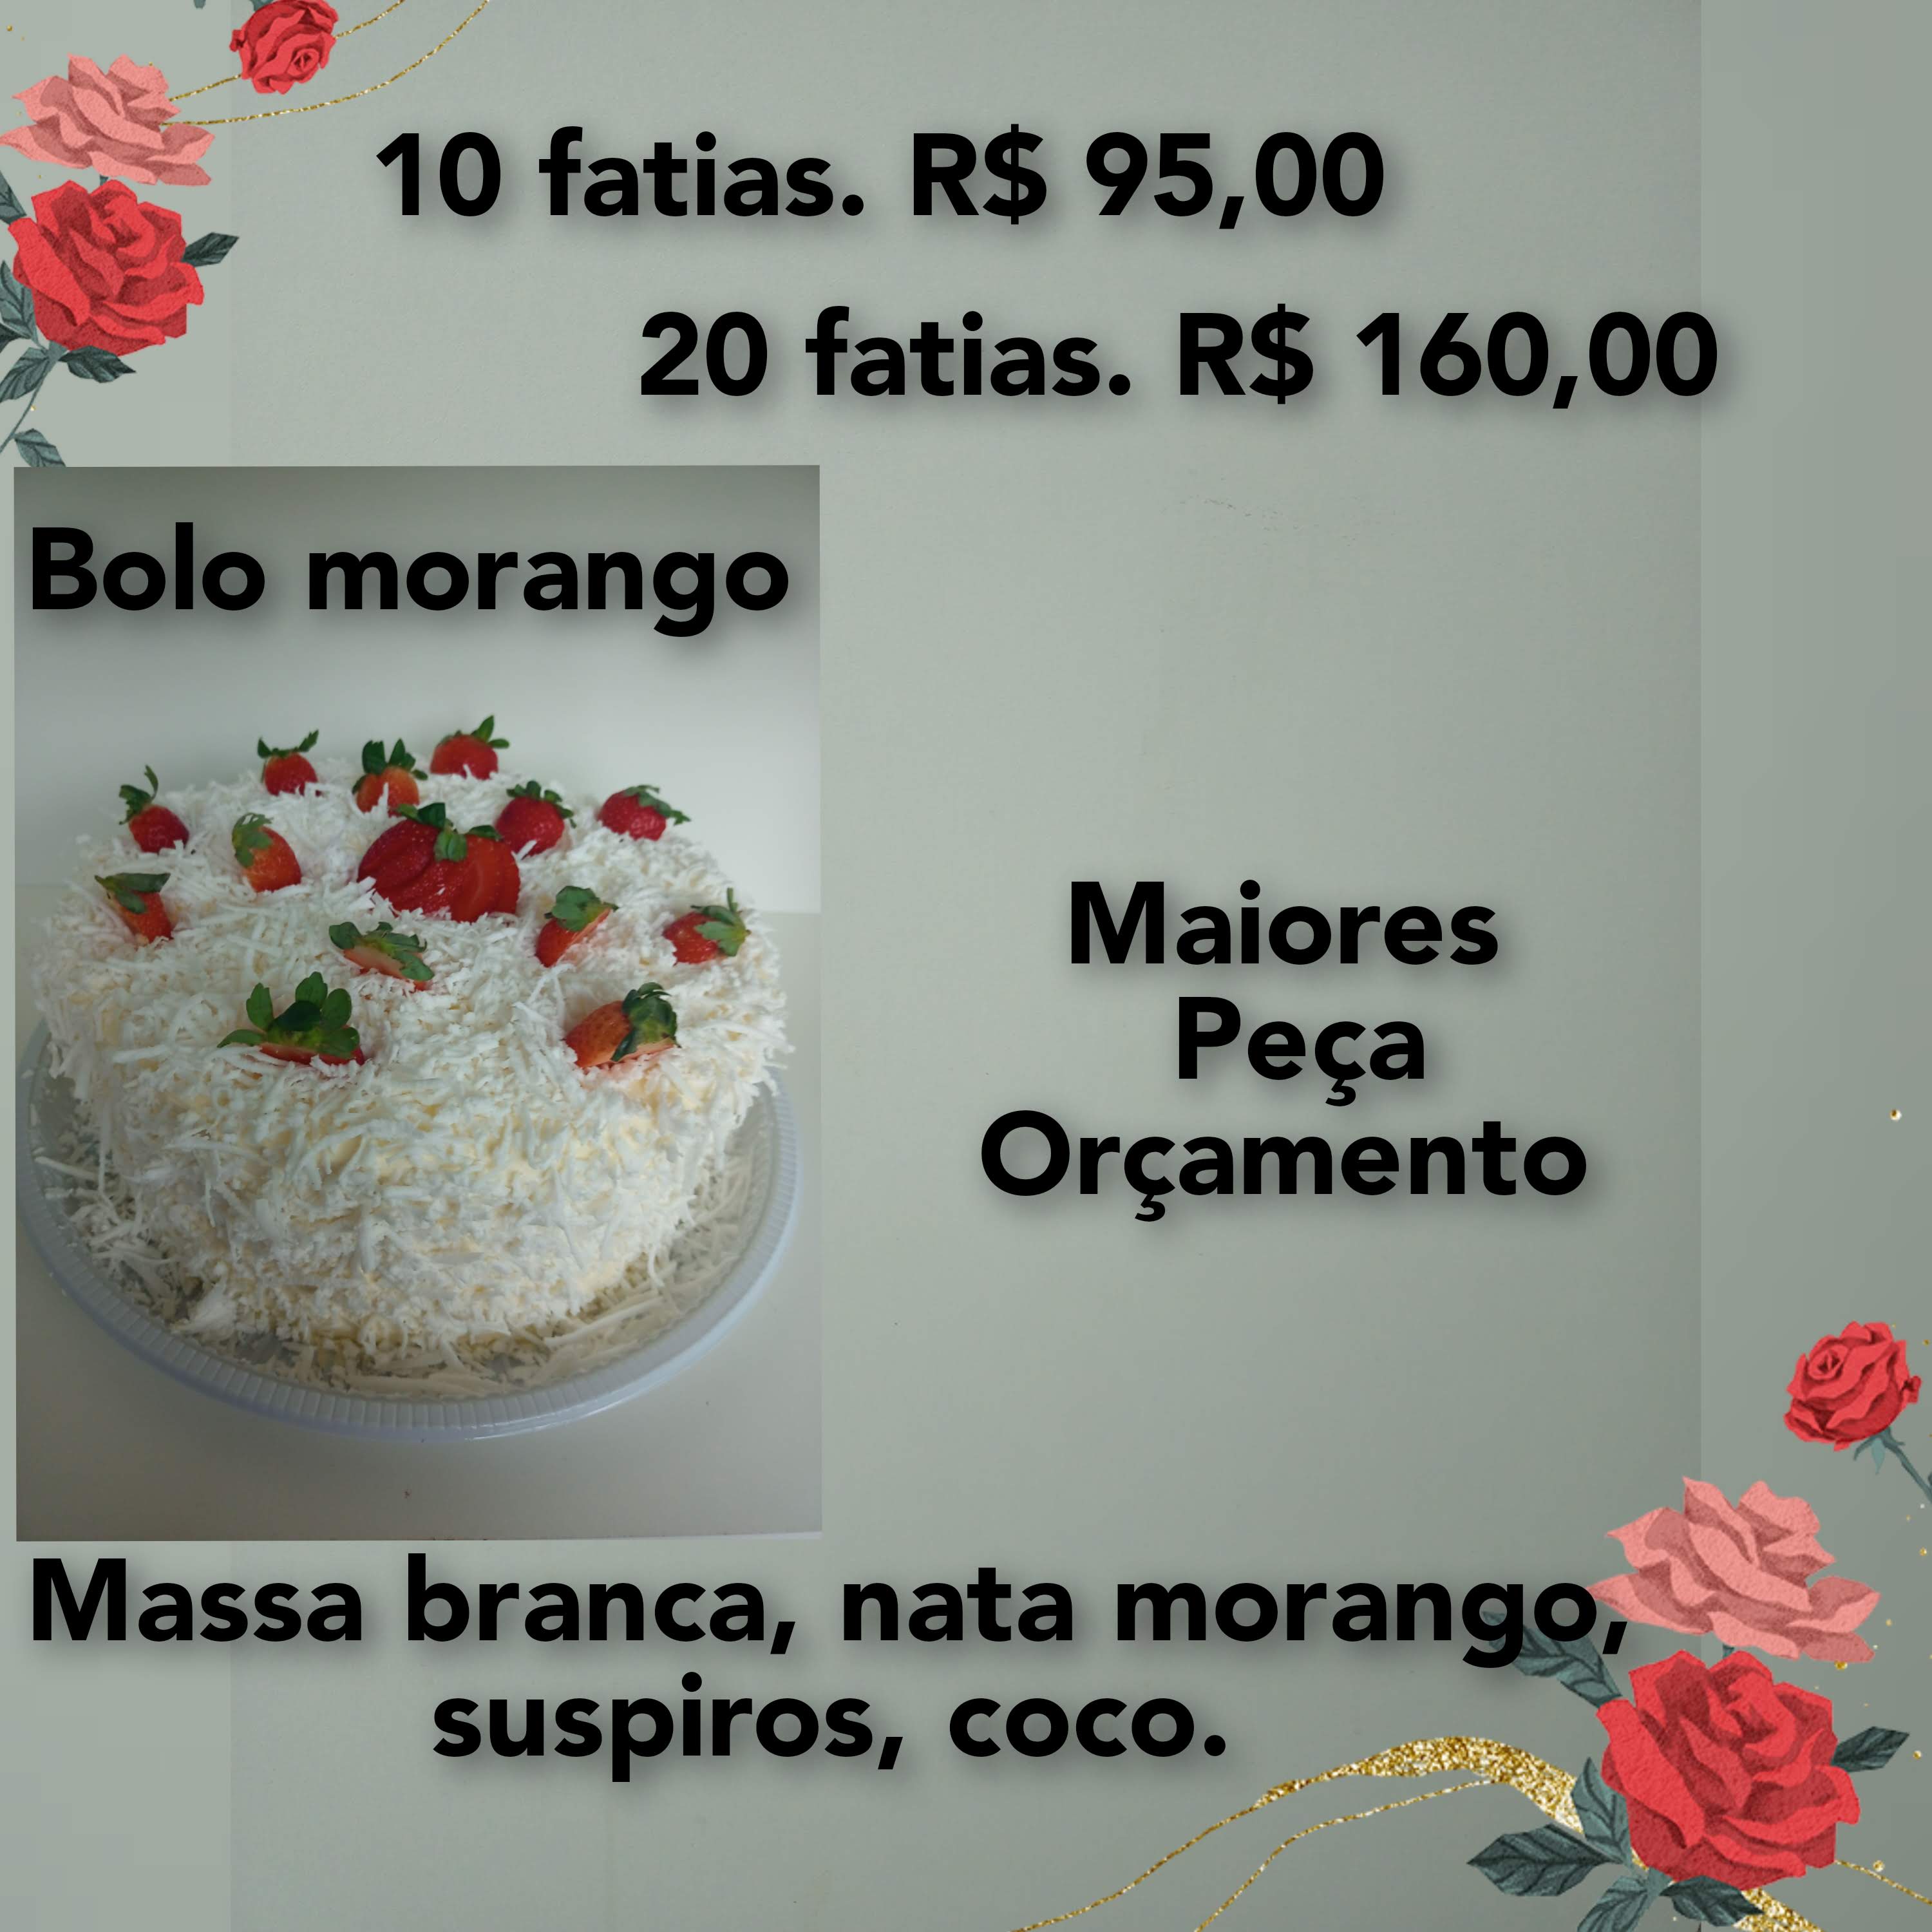 10 fatias. R$ 95,00
20 fatias. R$ 160,00
Bolo morango
Maiores
Peça
Orçamento
Massa branca, nata morango,
suspiros, coco.